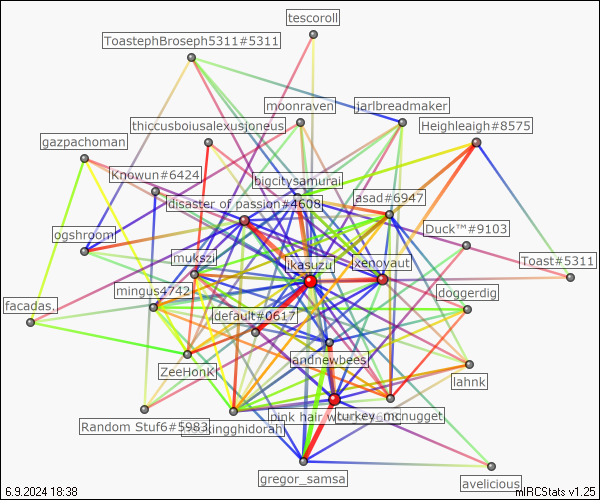 tescoroll
ToastephBroseph5311#5311
moonraven
jarlbreadmaker
thiccusboiusalexusjoneus
Heighleaigh#8575
gazpachoman
Knowun#6424
bigcitysamurai
disaster of passion#4608
asad#6947
Duck™#9103
ogshroom
mukszi
ikasuzu
xenoyaut
Toast#5311
mingus4742
doggerdig
facadas.
default#0617
andnewbees
ZeeHonK
lahnk
Random Stuf6#5983
pink hair
turkey_mcnugget
gregor_samsa
avelicious
6.9.2024 18:38
mIRCStats v1.25